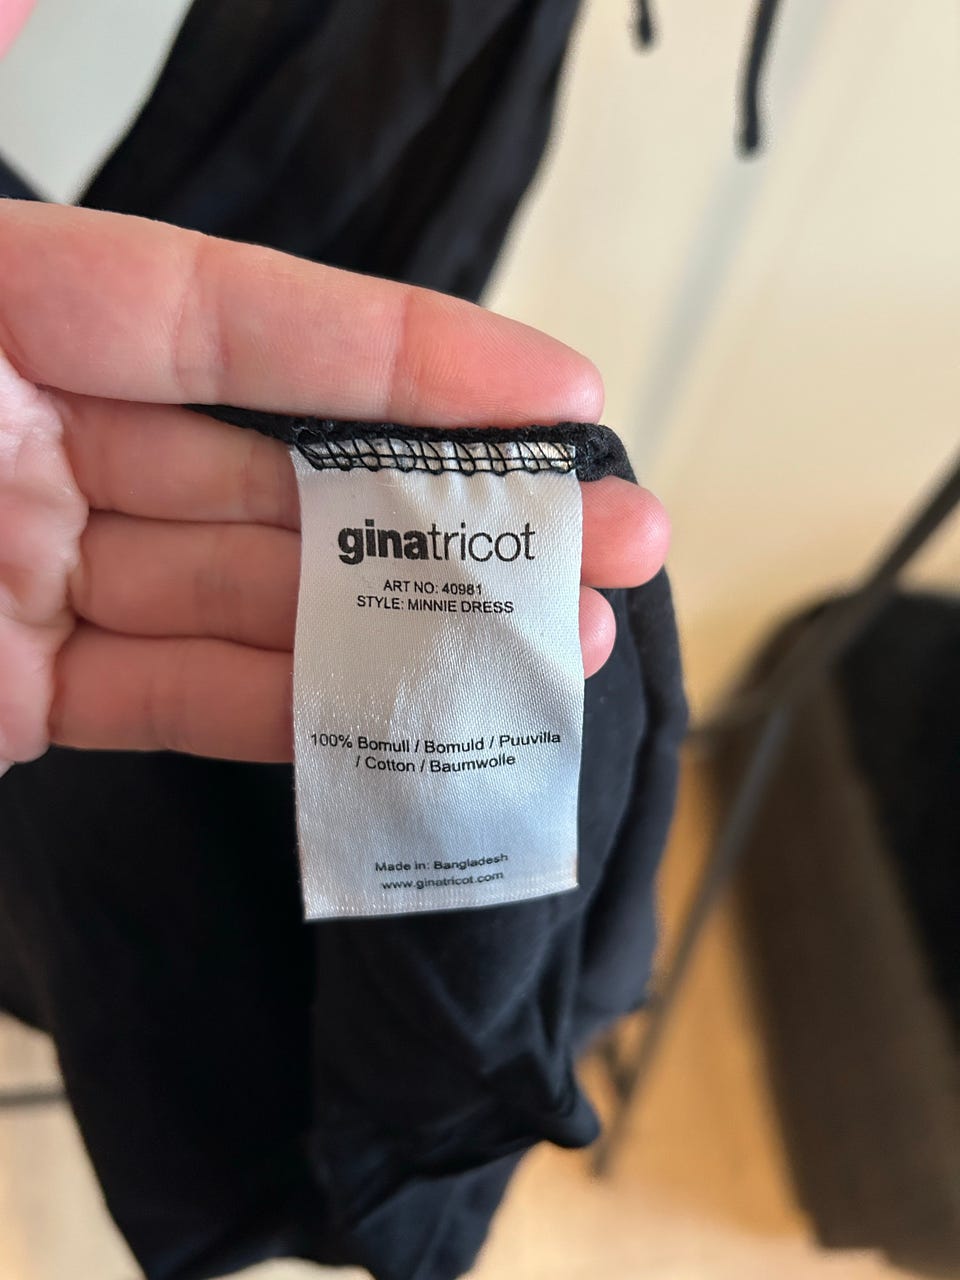 ginatricot
ART NO: 40981
STYLE: MINNIE DRESS
100% Bomull / Bomuld / Puuvilla
/ Cotton / Baumwolle
Made in: Bangladesh
www.ginatricot.com